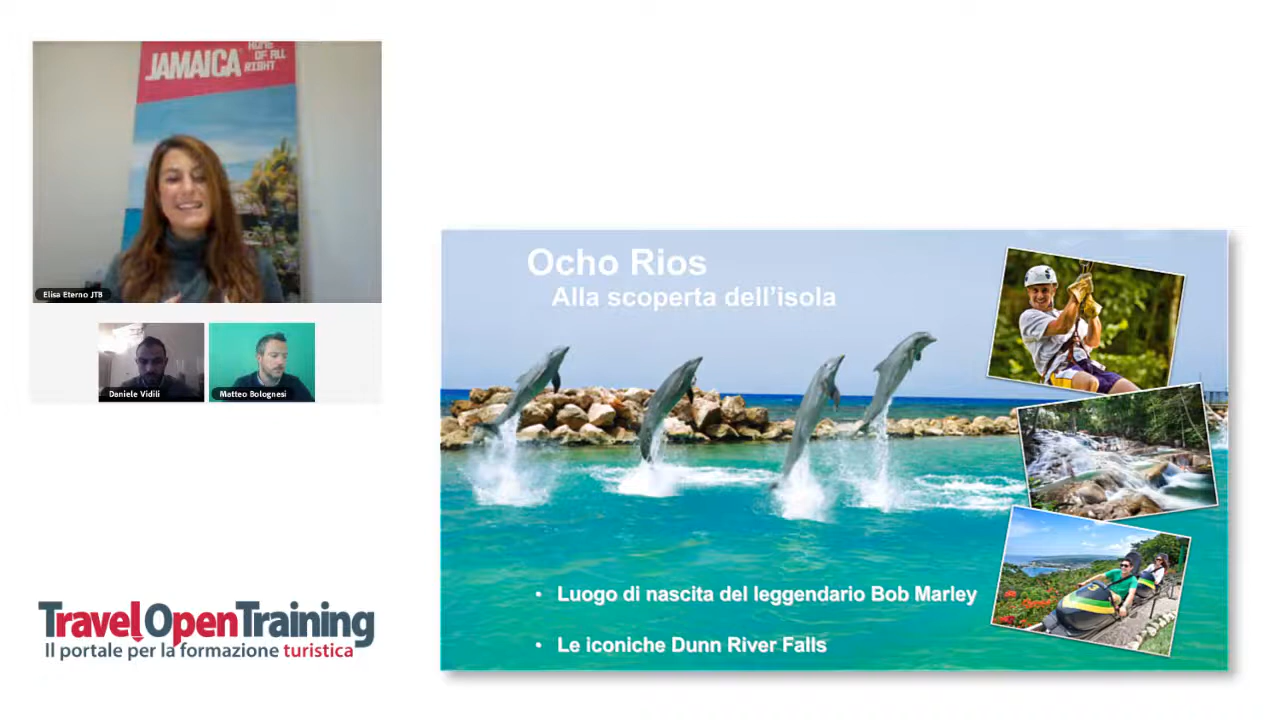 JAMAICA
HOME
OF ALL
RIGHT
Elisa Eterno JTB
Daniele Vidili
Matteo Bolognesi
TravelOpenTraining
Il portale per la formazione turistica
Ocho Rios
Alla scoperta dell'isola
• Luogo di nascita del leggendario Bob Marley
• Le iconiche Dunn River Falls